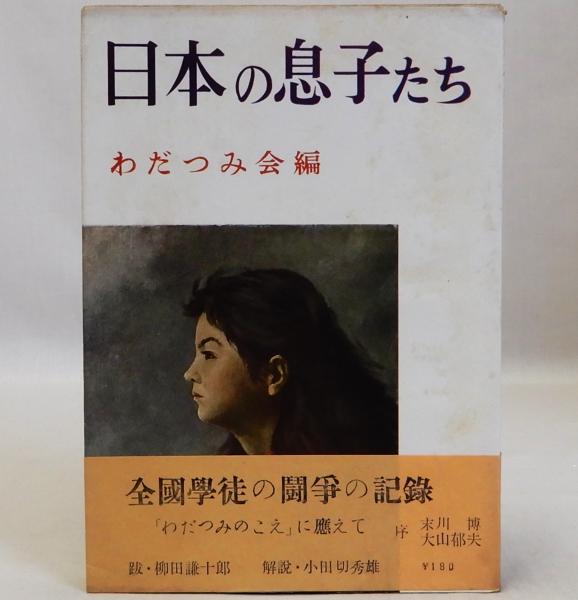 日本の息子たち
わだつみ会編
全國學徒の闘爭の記錄
「わだつみのこえ」に應えて
序 末川 博
大山郁夫
跋・柳田謙十郎 解説・小田切秀雄
¥180